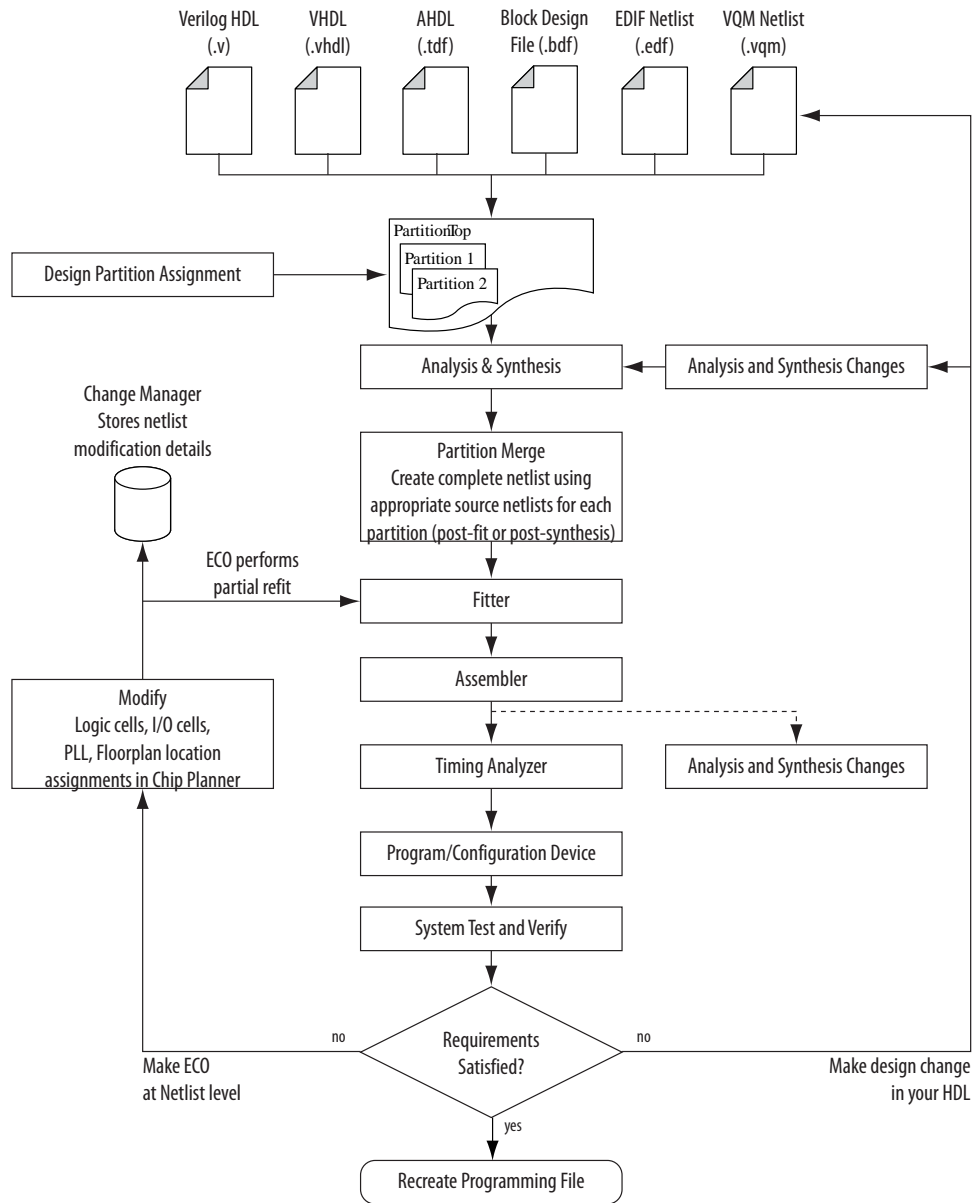 Verilog HDL
(.v)
VHDL
(.vhdl)
AHDL
(.tdf)
Block Design
File (.bdf)
EDIF Netlist
(.edf)
VQM Netlist
(.vqm)
Partition Top
Partition 1
Partition 2
Design Partition Assignment
Analysis & Synthesis
Analysis and Synthesis Changes
Change Manager
Stores netlist
modification details
Partition Merge
Create complete netlist using
appropriate source netlists for each
partition (post-fit or post-synthesis)
ECO performs
partial refit
Fitter
Assembler
Modify
Logic cells, I/O cells,
PLL, Floorplan location
assignments in Chip Planner
Timing Analyzer
Analysis and Synthesis Changes
Program/Configuration Device
System Test and Verify
Requirements
Satisfied?
no
no
Make ECO
at Netlist level
Make design change
in your HDL
yes
Recreate Programming File